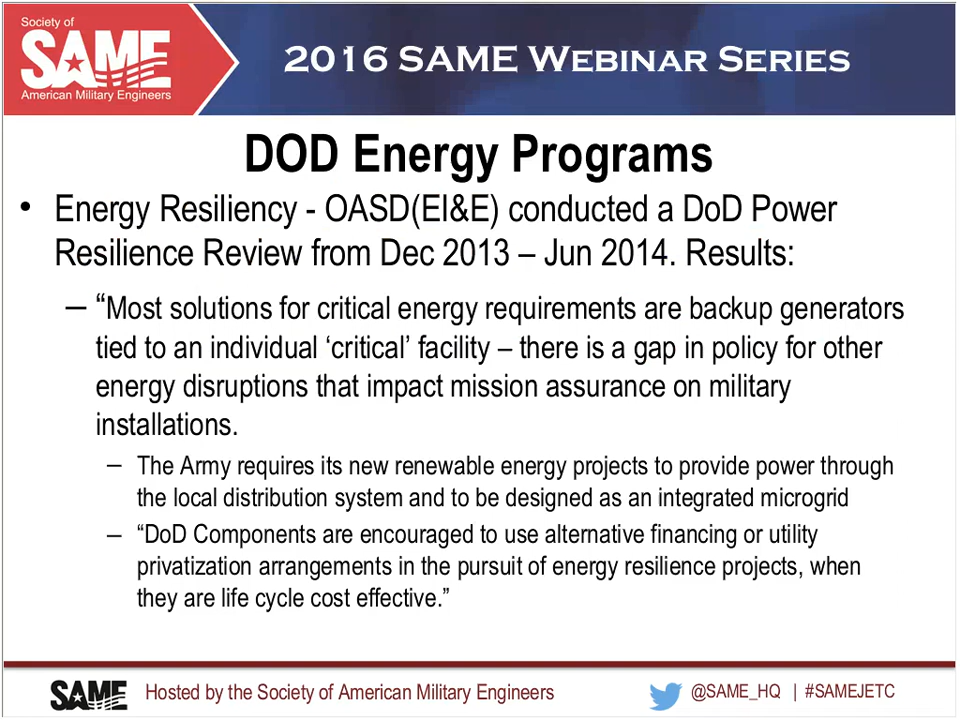 Society of
SAME
American Military Engineers
2016 SAME Webinar Series
DOD Energy Programs
• Energy Resiliency - OASD(EI&E) conducted a DoD Power
Resilience Review from Dec 2013 – Jun 2014. Results:
– “Most solutions for critical energy requirements are backup generators
tied to an individual ‘critical’ facility – there is a gap in policy for other
energy disruptions that impact mission assurance on military
installations.
– The Army requires its new renewable energy projects to provide power through
the local distribution system and to be designed as an integrated microgrid
– “DoD Components are encouraged to use alternative financing or utility
privatization arrangements in the pursuit of energy resilience projects, when
they are life cycle cost effective.”
SAME Hosted by the Society of American Military Engineers @SAME_HQ | #SAMEJETC